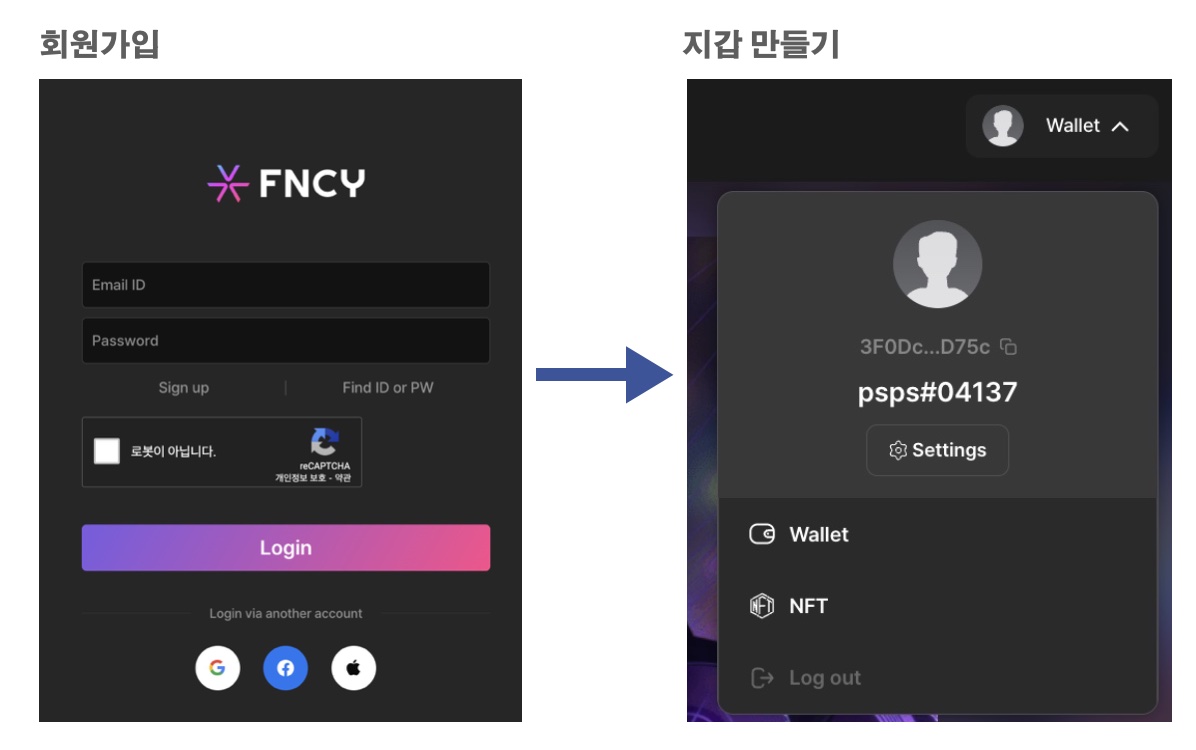 회원가입
FNCY
Email ID
Password
Sign up | Find ID or PW
로봇이 아닙니다.
reCAPTCHA
개인정보 보호 - 약관
Login
Login via another account
지갑 만들기
Wallet
3F0Dc...D75c
psps#04137
Settings
Wallet
NFT
NFT
Log out